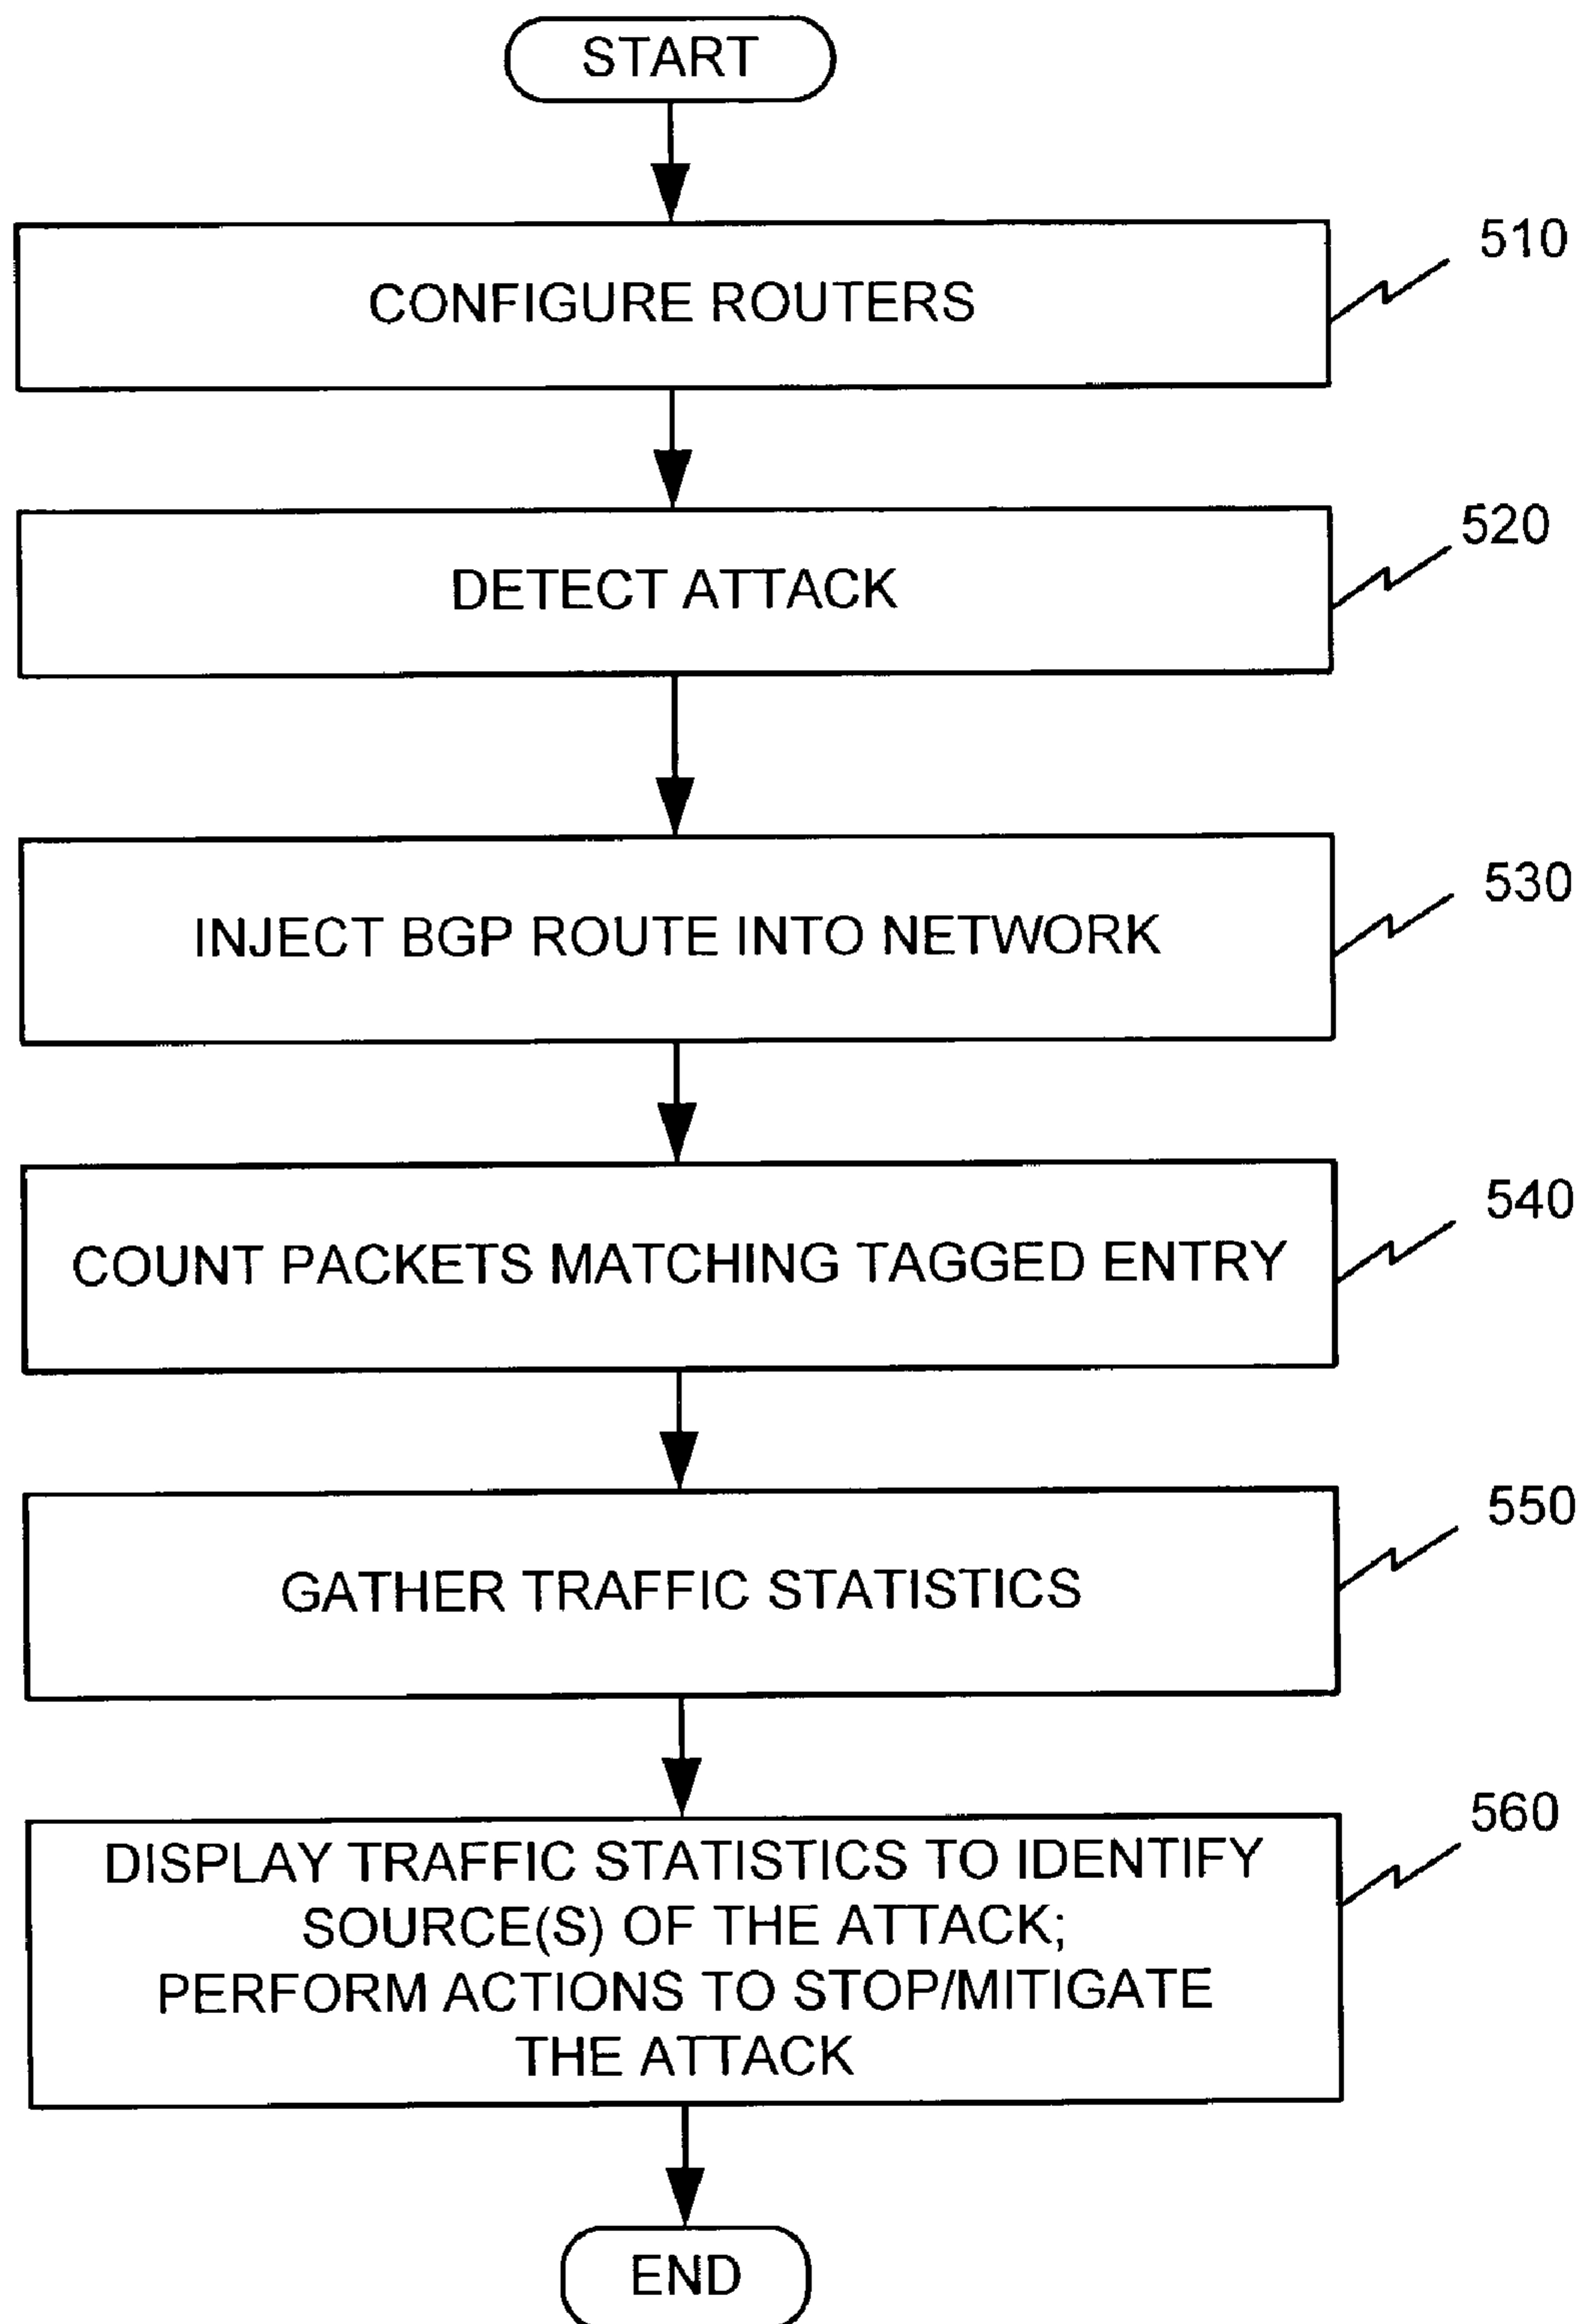 START
CONFIGURE ROUTERS
510
DETECT ATTACK
520
INJECT BGP ROUTE INTO NETWORK
530
COUNT PACKETS MATCHING TAGGED ENTRY
540
GATHER TRAFFIC STATISTICS
550
DISPLAY TRAFFIC STATISTICS TO IDENTIFY
SOURCE(S) OF THE ATTACK;
PERFORM ACTIONS TO STOP/MITIGATE
THE ATTACK
560
END